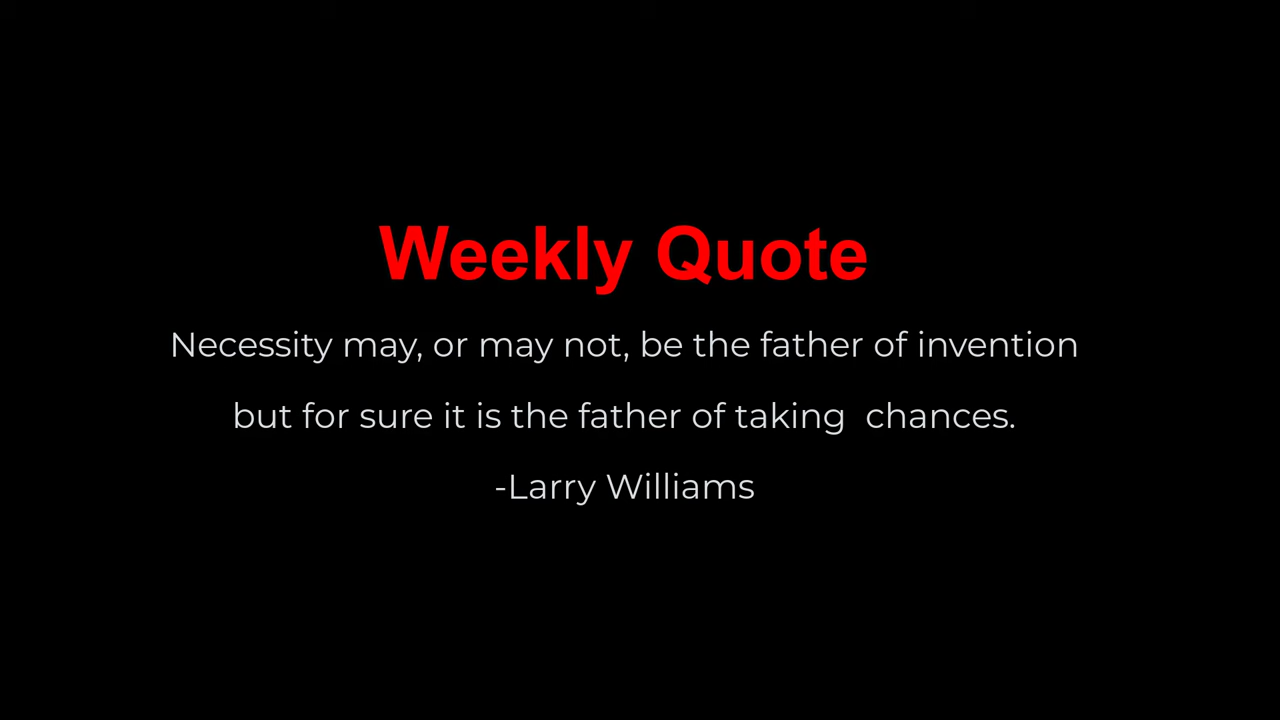 Weekly Quote
Necessity may, or may not, be the father of invention
but for sure it is the father of taking  chances.
-Larry Williams